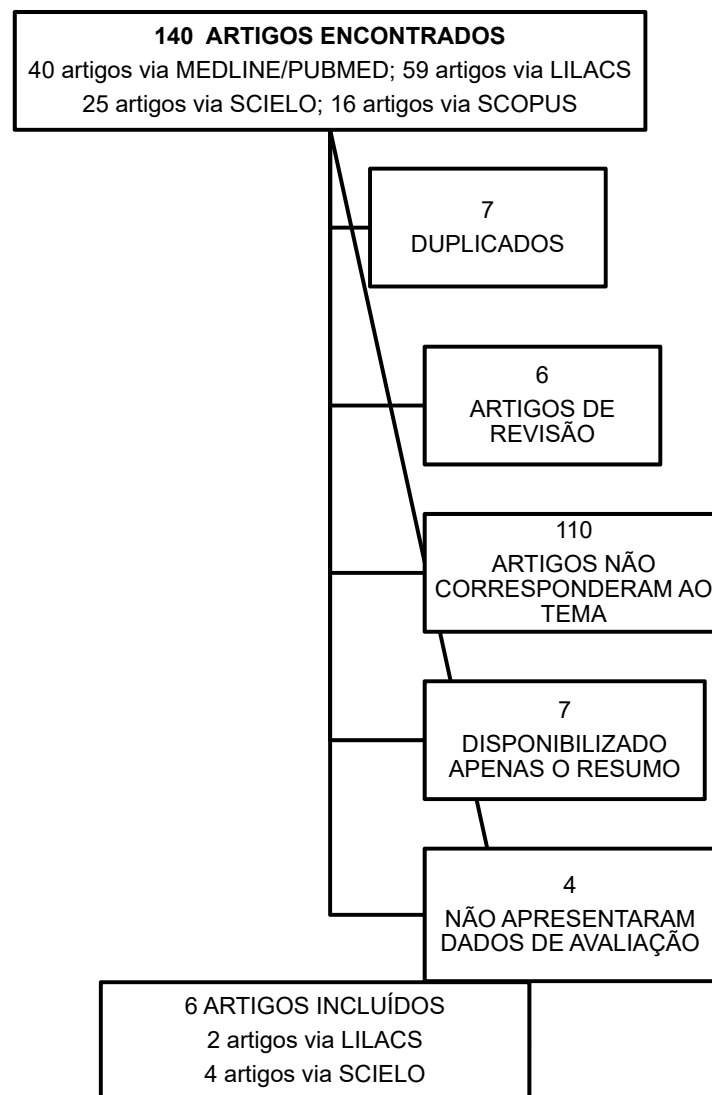 140 ARTIGOS ENCONTRADOS
40 artigos via MEDLINE/PUBMED; 59 artigos via LILACS
25 artigos via SCIELO; 16 artigos via SCOPUS
7
DUPLICADOS
6
ARTIGOS DE
REVISÃO
110
ARTIGOS NÃO
CORRESPONDERAM AO
TEMA
7
DISPONIBILIZADO
APENAS O RESUMO
4
NÃO APRESENTARAM
DADOS DE AVALIAÇÃO
6 ARTIGOS INCLUÍDOS
2 artigos via LILACS
4 artigos via SCIELO